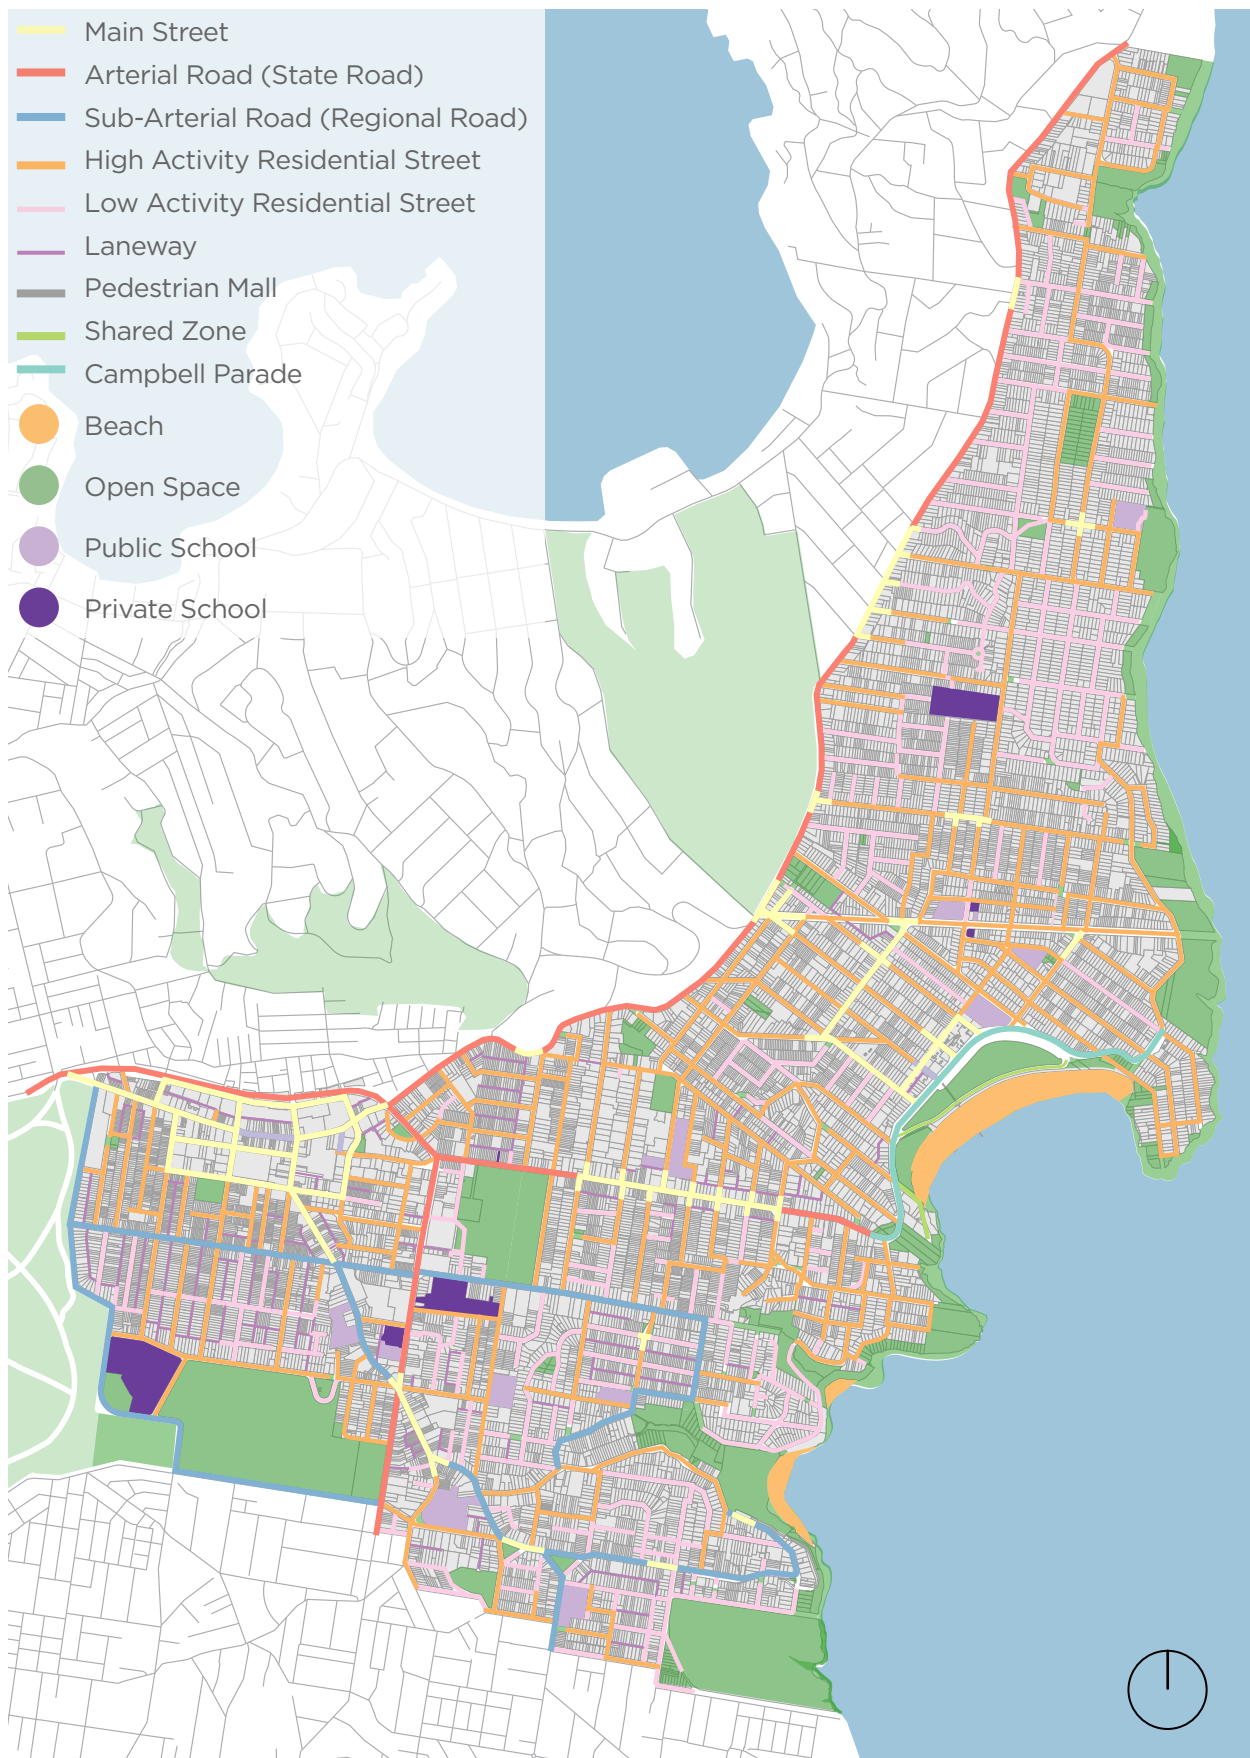 Main Street
Arterial Road (State Road)
Sub-Arterial Road (Regional Road)
High Activity Residential Street
Low Activity Residential Street
Laneway
Pedestrian Mall
Shared Zone
Campbell Parade
Beach
Open Space
Public School
Private School